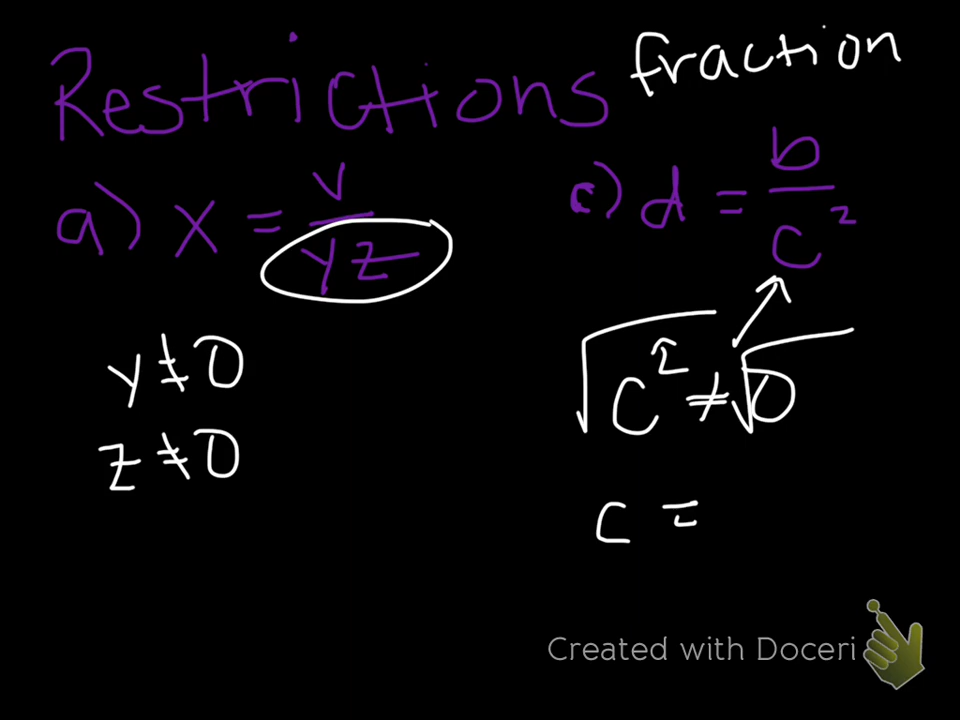 Restrictions fraction
a) x = v/yz
c) d = b/c²
y ≠ 0
z ≠ 0
√c² ≠ √0
c =
Created with Doceri